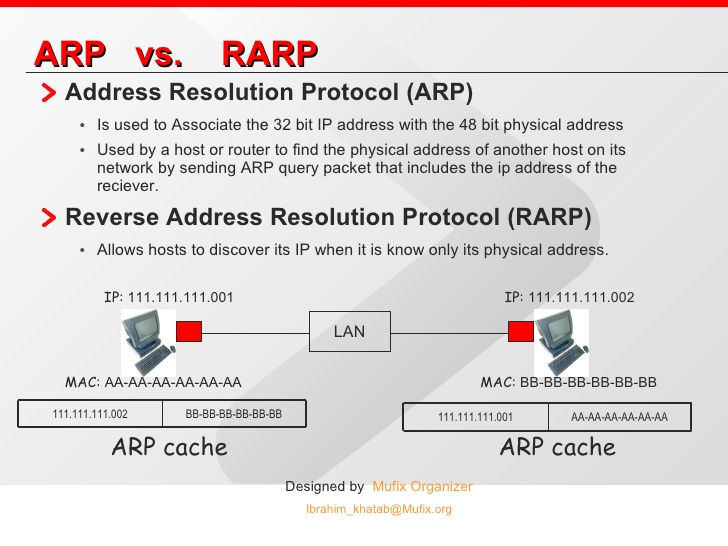 ARP vs. RARP
Address Resolution Protocol (ARP)
• Is used to Associate the 32 bit IP address with the 48 bit physical address
• Used by a host or router to find the physical address of another host on its
network by sending ARP query packet that includes the ip address of the
reciever.
Reverse Address Resolution Protocol (RARP)
• Allows hosts to discover its IP when it is know only its physical address.
IP: 111.111.111.001
IP: 111.111.111.002
LAN
MAC: AA-AA-AA-AA-AA-AA
MAC: BB-BB-BB-BB-BB-BB
111.111.111.002 BB-BB-BB-BB-BB-BB
111.111.111.001 AA-AA-AA-AA-AA-AA
ARP cache
ARP cache
Designed by Mufix Organizer
Ibrahim_khatab@Mufix.org